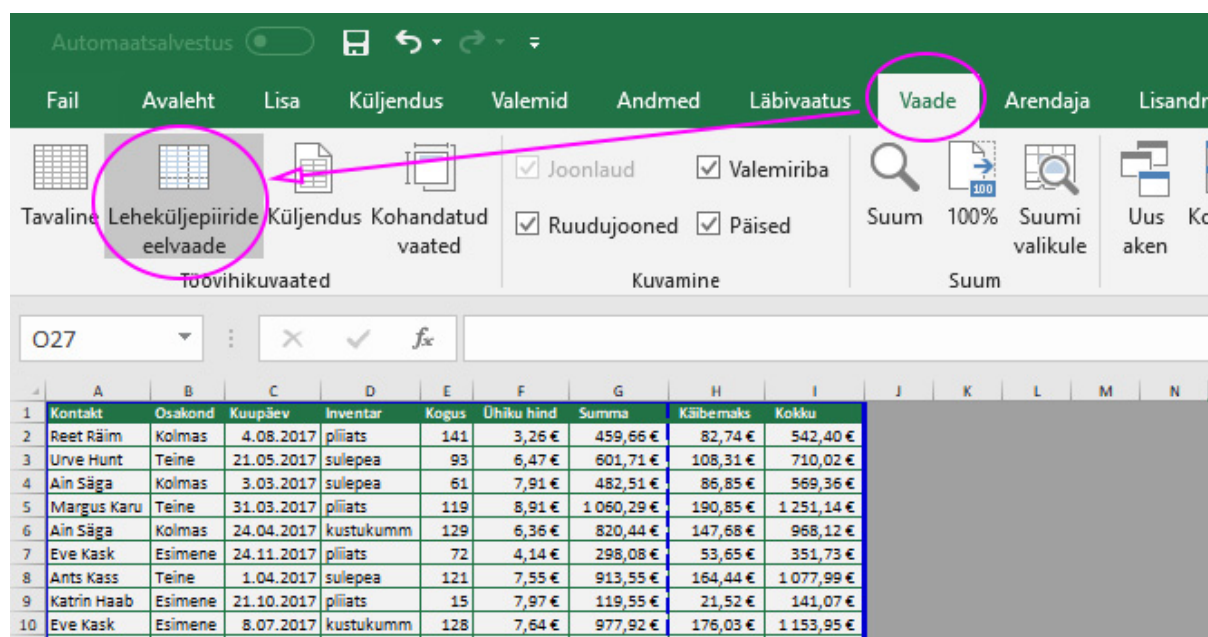 Automaatsalvestus
Fail Avaleht Lisa Küljendus Valemid Andmed Läbivaatus Vaade Arendaja Lisandr
Joonlaud Valemiriba
100
Tavaline Leheküljepiiride Küljendus Kohandatud Ruudujooned Päised Suum 100% Suumi Uus Ko
eelvaade vaated valikule aken
Töövihikuvaated Kuvamine Suum
O27 fx
A B C D E F G H I J K L M N
1 Kontakt Osakond Kuupäev Inventar Kogus Ühiku hind Summa Käibemaks Kokku
2 Reet Räim Kolmas 4.08.2017 pliiats 141 3,26 € 459,66 € 82,74 € 542,40 €
3 Urve Hunt Teine 21.05.2017 sulepea 93 6,47 € 601,71 € 108,31 € 710,02 €
4 Ain Säga Kolmas 3.03.2017 sulepea 61 7,91 € 482,51 € 86,85 € 569,36 €
5 Margus Karu Teine 31.03.2017 pliiats 119 8,91 € 1 060,29 € 190,85 € 1 251,14 €
6 Ain Säga Kolmas 24.04.2017 kustukumm 129 6,36 € 820,44 € 147,68 € 968,12 €
7 Eve Kask Esimene 24.11.2017 pliiats 72 4,14 € 298,08 € 53,65 € 351,73 €
8 Ants Kass Teine 1.04.2017 sulepea 121 7,55 € 913,55 € 164,44 € 1 077,99 €
9 Katrin Haab Esimene 21.10.2017 pliiats 15 7,97 € 119,55 € 21,52 € 141,07 €
10 Eve Kask Esimene 8.07.2017 kustukumm 128 7,64 € 977,92 € 176,03 € 1 153,95 €